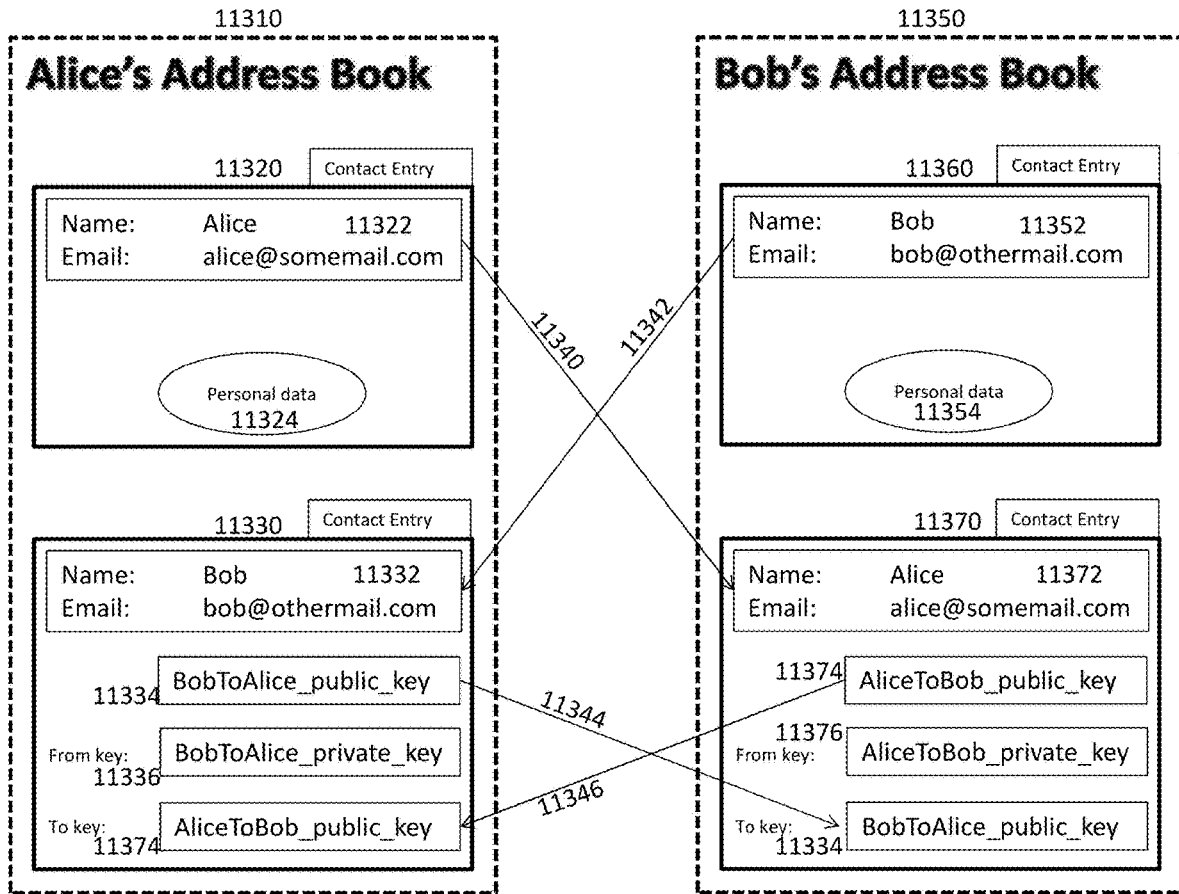 11310
Alice's Address Book
11320 Contact Entry
Name: Alice 11322
Email: alice@somemail.com
Personal data
11324
11330 Contact Entry
Name: Bob 11332
Email: bob@othermail.com
11334 BobToAlice_public_key
From key: BobToAlice_private_key
11336
To key: AliceToBob_public_key
11374
11340
11342
11344
11346
11350
Bob's Address Book
11360 Contact Entry
Name: Bob 11352
Email: bob@othermail.com
Personal data
11354
11370 Contact Entry
Name: Alice 11372
Email: alice@somemail.com
11374 AliceToBob_public_key
11376
From key: AliceToBob_private_key
To key: BobToAlice_public_key
11334